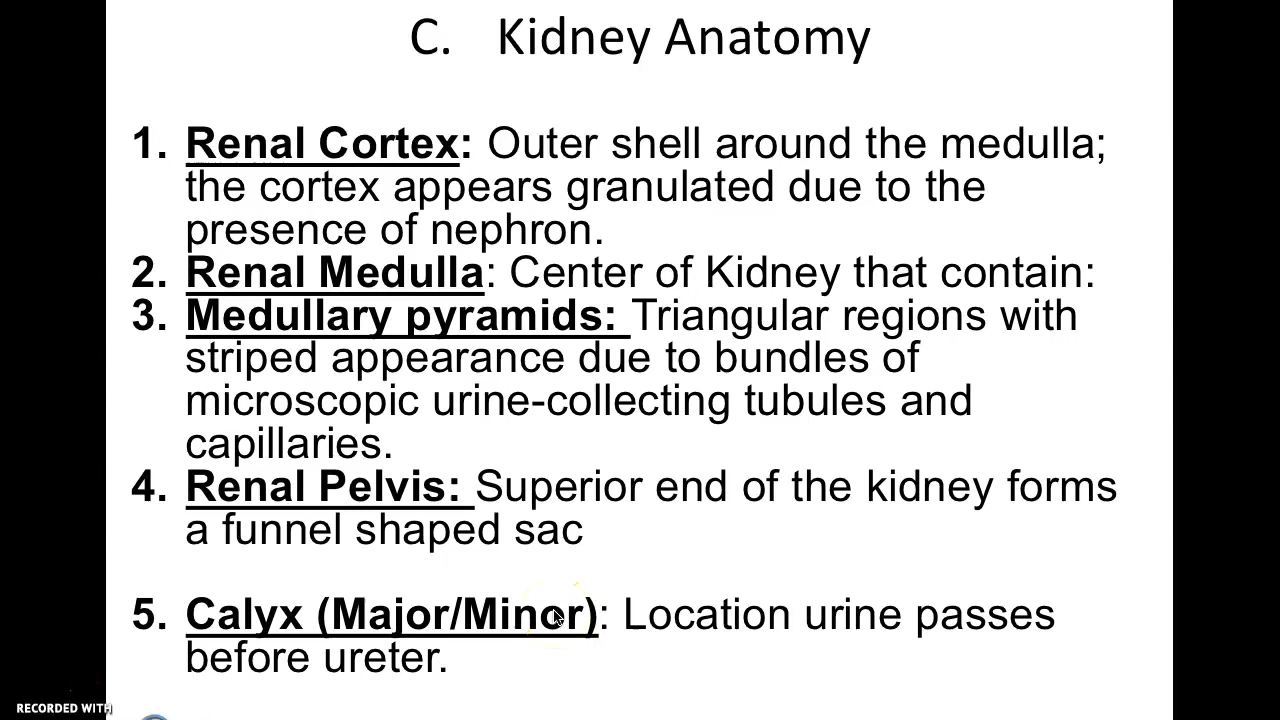 C. Kidney Anatomy
1. Renal Cortex: Outer shell around the medulla;
the cortex appears granulated due to the
presence of nephron.
2. Renal Medulla: Center of Kidney that contain:
3. Medullary pyramids: Triangular regions with
striped appearance due to bundles of
microscopic urine-collecting tubules and
capillaries.
4. Renal Pelvis: Superior end of the kidney forms
a funnel shaped sac
5. Calyx (Major/Minor): Location urine passes
before ureter.
RECORDED WITH